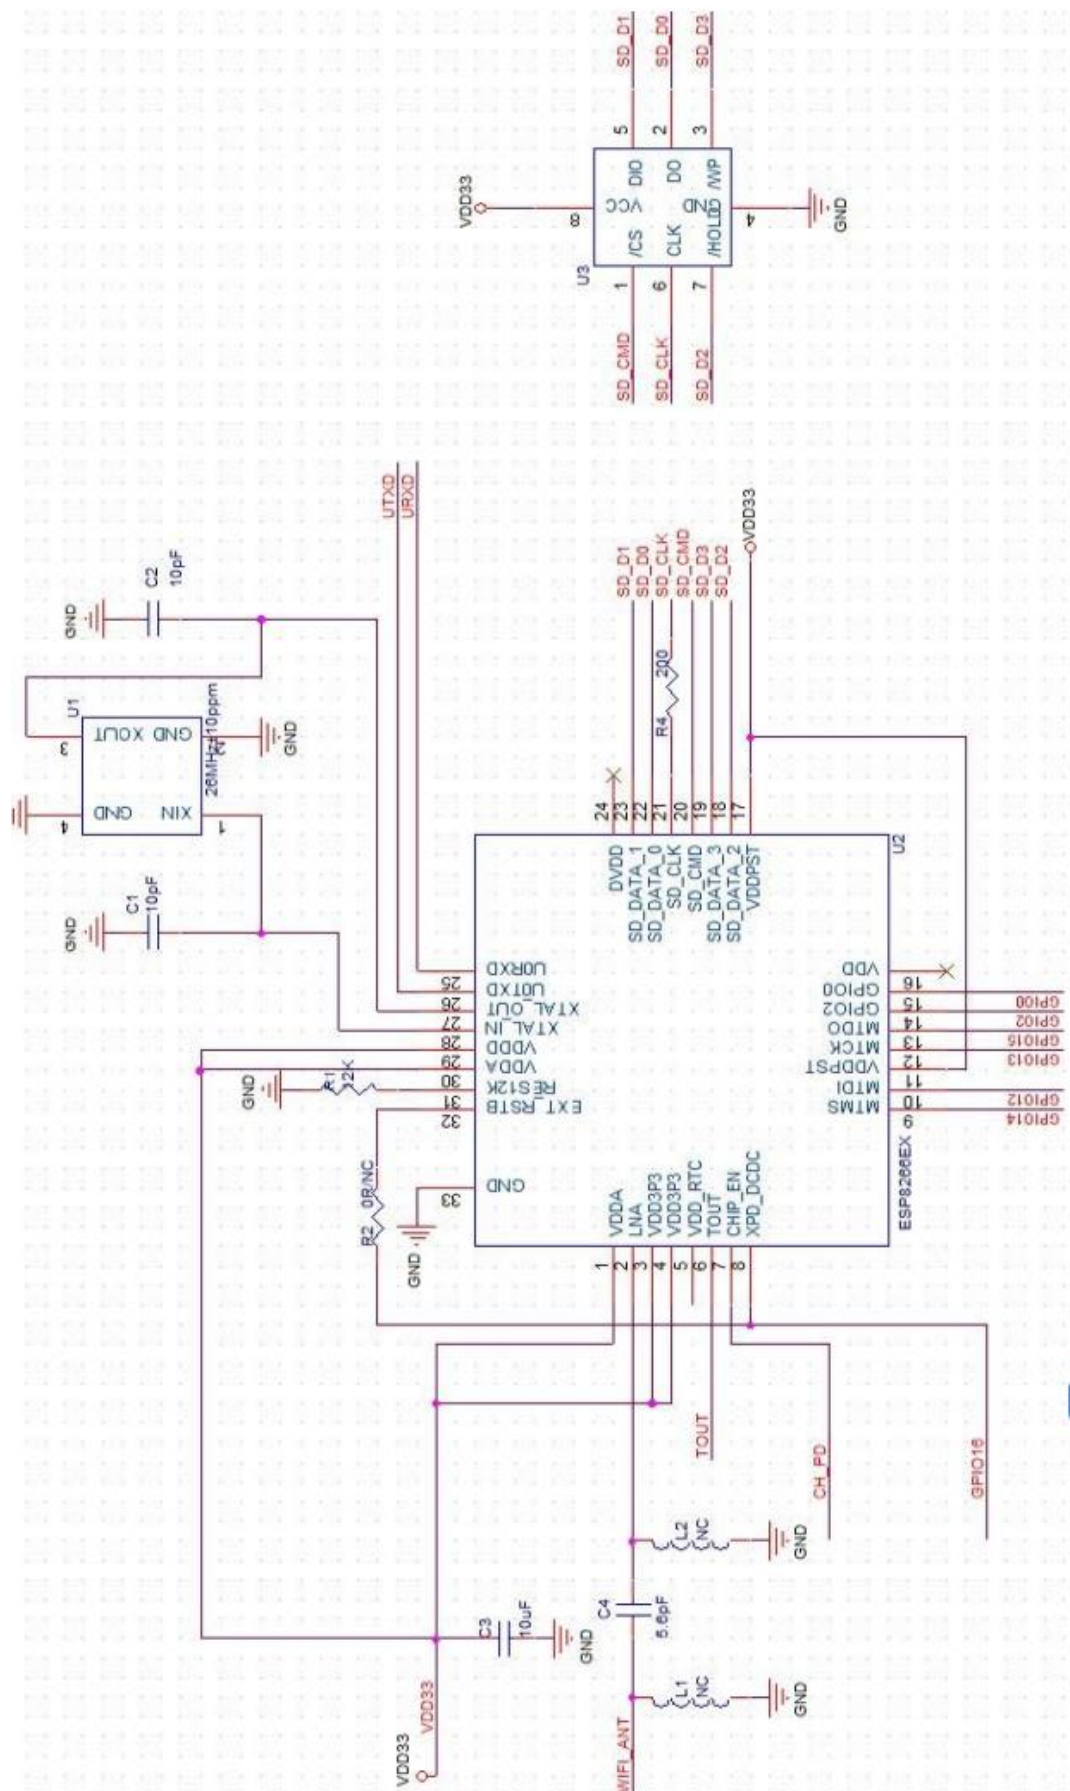 SD_D1
SD_D0
SD_D3
5
2
3
DIO
DO
/WP
VCC
GND
/CS
CLK
/HOLD
VDD33
8
4
GND
U3
1
6
7
SD_CMD
SD_CLK
SD_D2
UTXD
URXD
GND
C2
10pF
U1
26MHz±10ppm
3
XOUT
GND
2
GND
4
GND
XIN
1
GND
C1
10pF
SD_D1
SD_D0
SD_CLK
SD_CMD
SD_D3
SD_D2
VDD33
R4
200
24
23
22
21
20
19
18
17
DVDD
SD_DATA_1
SD_DATA_0
SD_CLK
SD_CMD
SD_DATA_3
SD_DATA_2
VDDPST
U2
U0RXD
U0TXD
XTAL_OUT
XTAL_IN
VDDD
VDDA
RES12K
EXT_RSTB
GND
25
26
27
28
29
30
31
32
33
GND
R1
12K
R2
0R/NC
GND
VDD
GPIO0
GPIO2
MTDO
MTCK
VDDPST
MTDI
MTMS
16
15
14
13
12
11
10
9
GPIO0
GPIO2
GPIO15
GPIO13
GPIO12
GPIO14
ESP8266EX
VDDA
LNA
VDD3P3
VDD3P3
VDD_RTC
TOUT
CHIP_EN
XPD_DCDC
1
2
3
4
5
6
7
8
TOUT
CH_PD
GPIO16
L2
NC
GND
C3
10uF
GND
C4
5.6pF
L1
NC
GND
VDD33
VDD33
WIFI_ANT